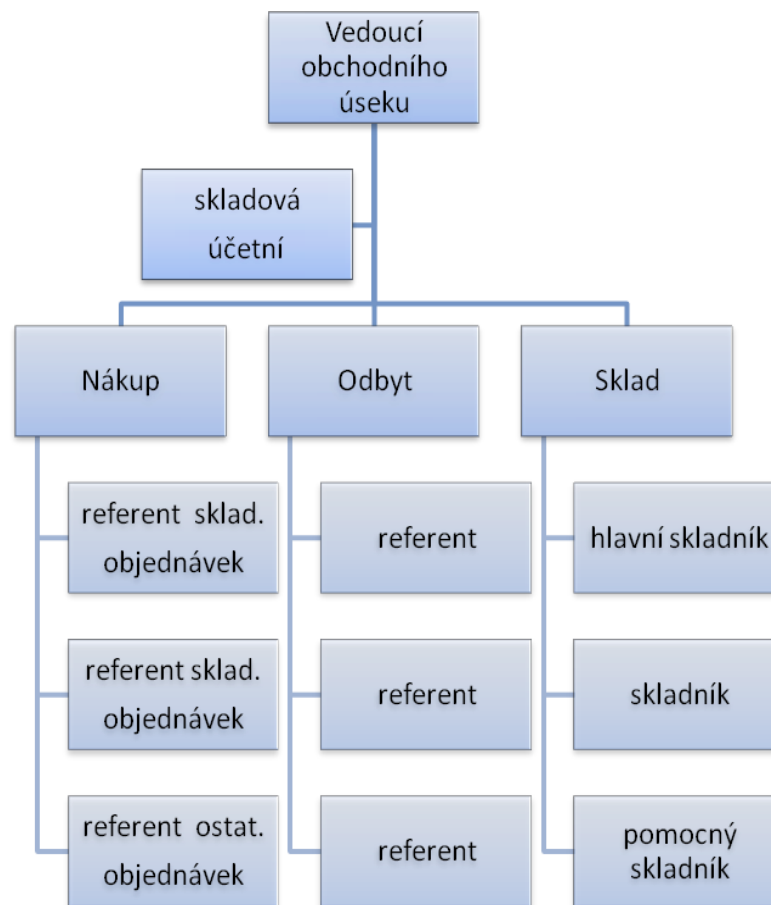 Vedoucí
obchodního
úseku
skladová
účetní
Nákup
Odbyt
Sklad
referent sklad.
objednávek
referent
hlavní skladník
referent sklad.
objednávek
referent
skladník
referent ostat.
objednávek
referent
pomocný
skladník